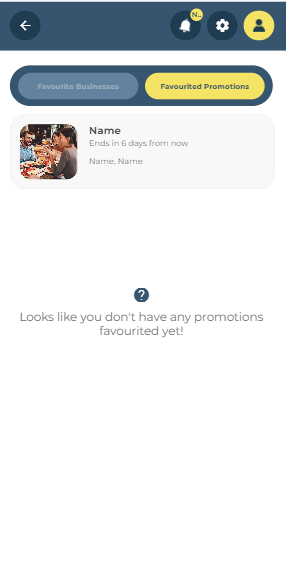 N..
Favourite Businesses
Favourited Promotions
Name
Ends in 6 days from now
Name, Name
?
Looks like you don't have any promotions
favourited yet!